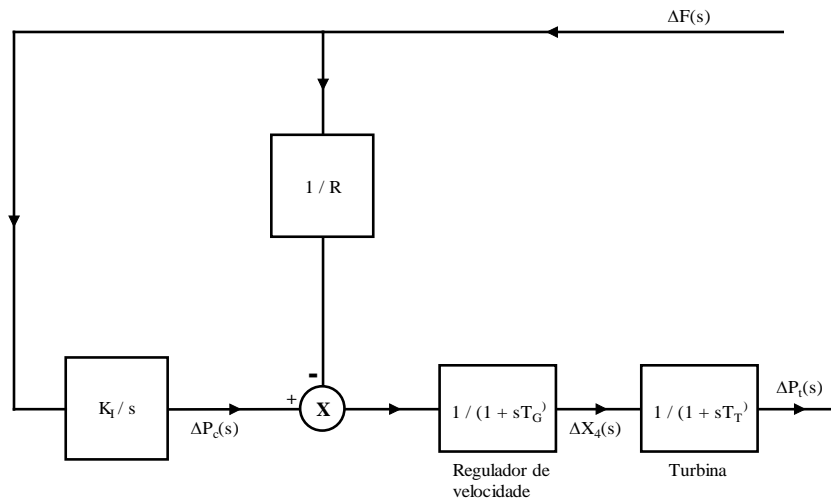 ΔF(s)
1 / R
-
+
X
K_I / s
ΔP_c(s)
1 / (1 + sT_G)
ΔX_4(s)
1 / (1 + sT_T)
ΔP_t(s)
Regulador de
velocidade
Turbina